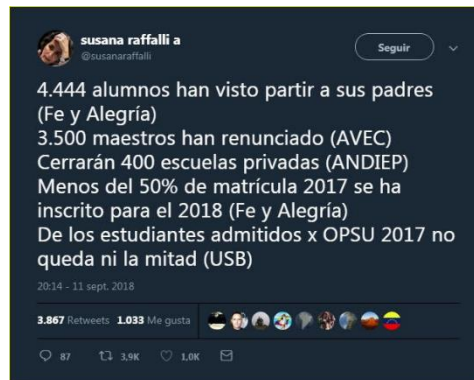 susana raffalli a
@susanaraffalli
Seguir
4.444 alumnos han visto partir a sus padres
(Fe y Alegría)
3.500 maestros han renunciado (AVEC)
Cerrarán 400 escuelas privadas (ANDIEP)
Menos del 50% de matrícula 2017 se ha
inscrito para el 2018 (Fe y Alegría)
De los estudiantes admitidos x OPSU 2017 no
queda ni la mitad (USB)
20:14 - 11 sept. 2018
3.867 Retweets 1.033 Me gusta
87 3,9K 1,0K